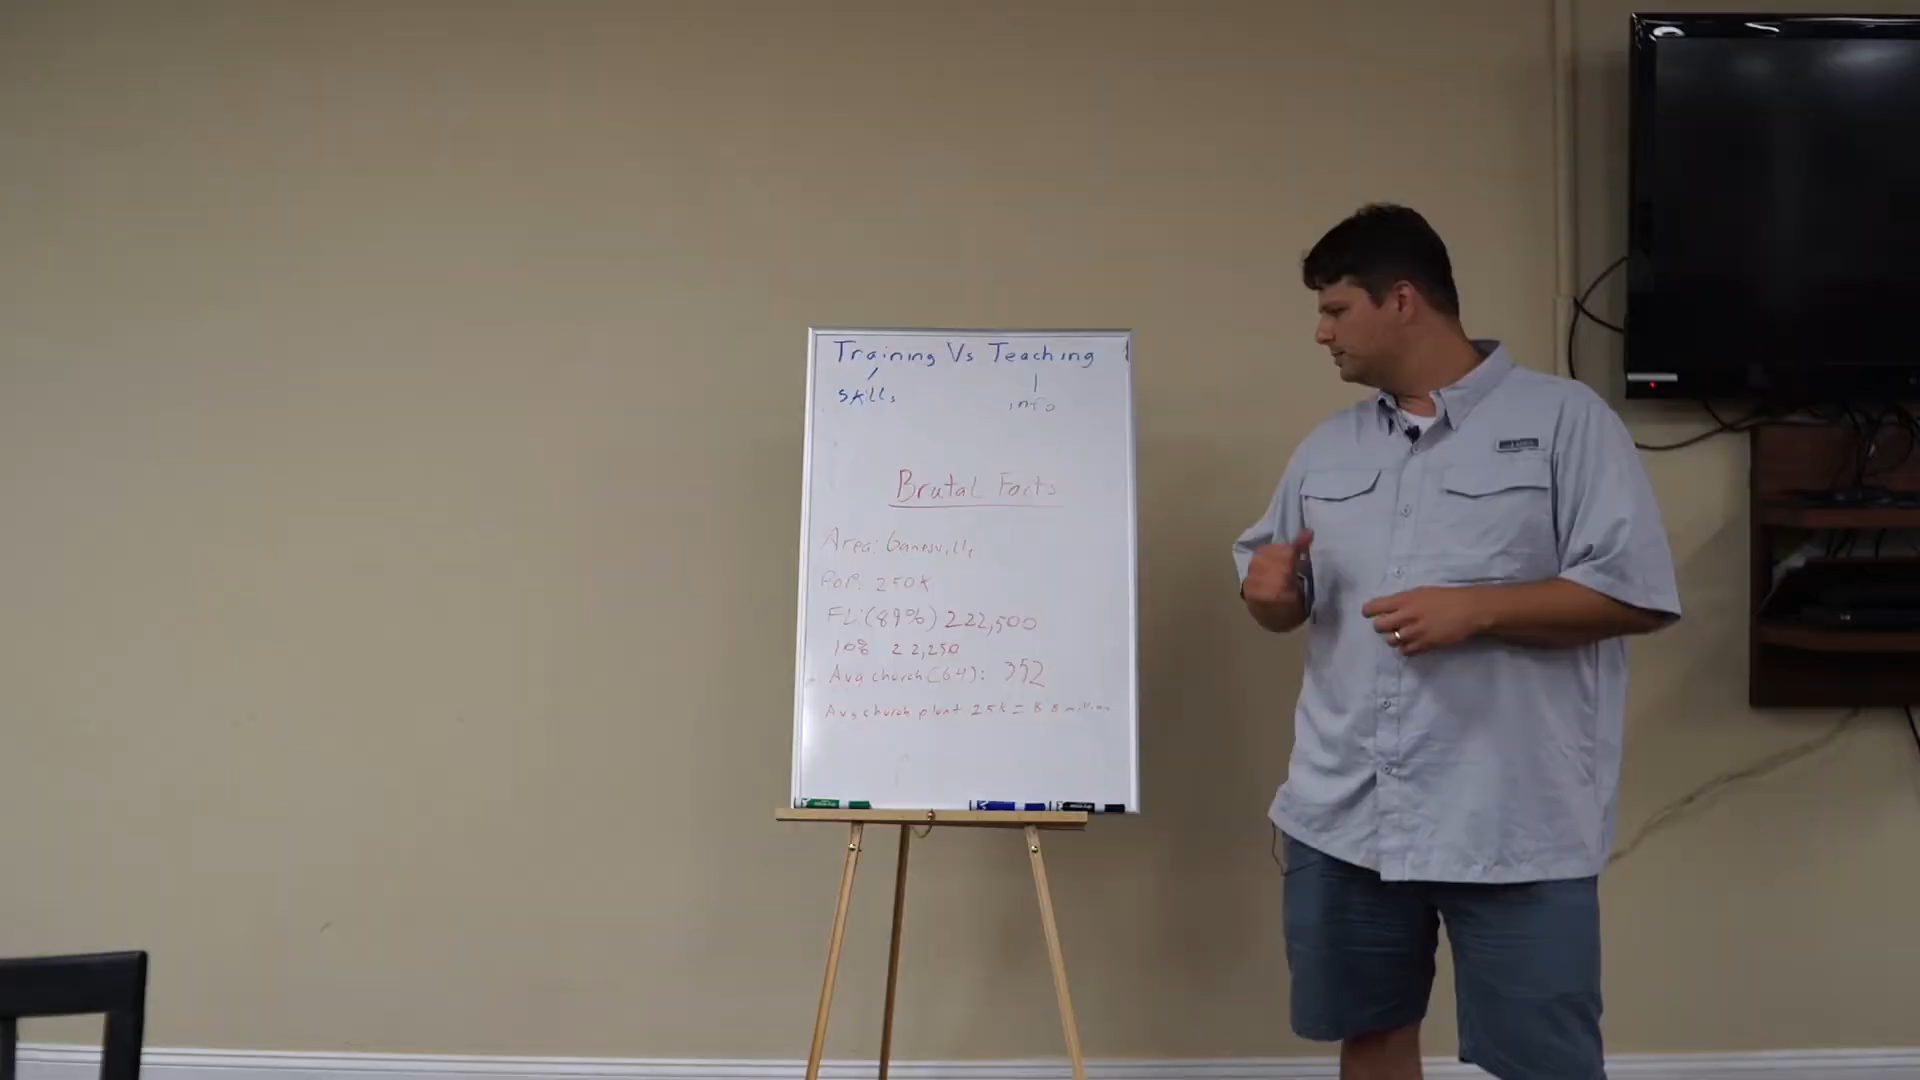 Training Vs Teaching
skills info
Brutal Facts
Area: Gainesville
POP: 250K
FL: (89%) 222,500
10% 22,250
Avg church (64): 352
Avg church plant 25k = 8.8 million